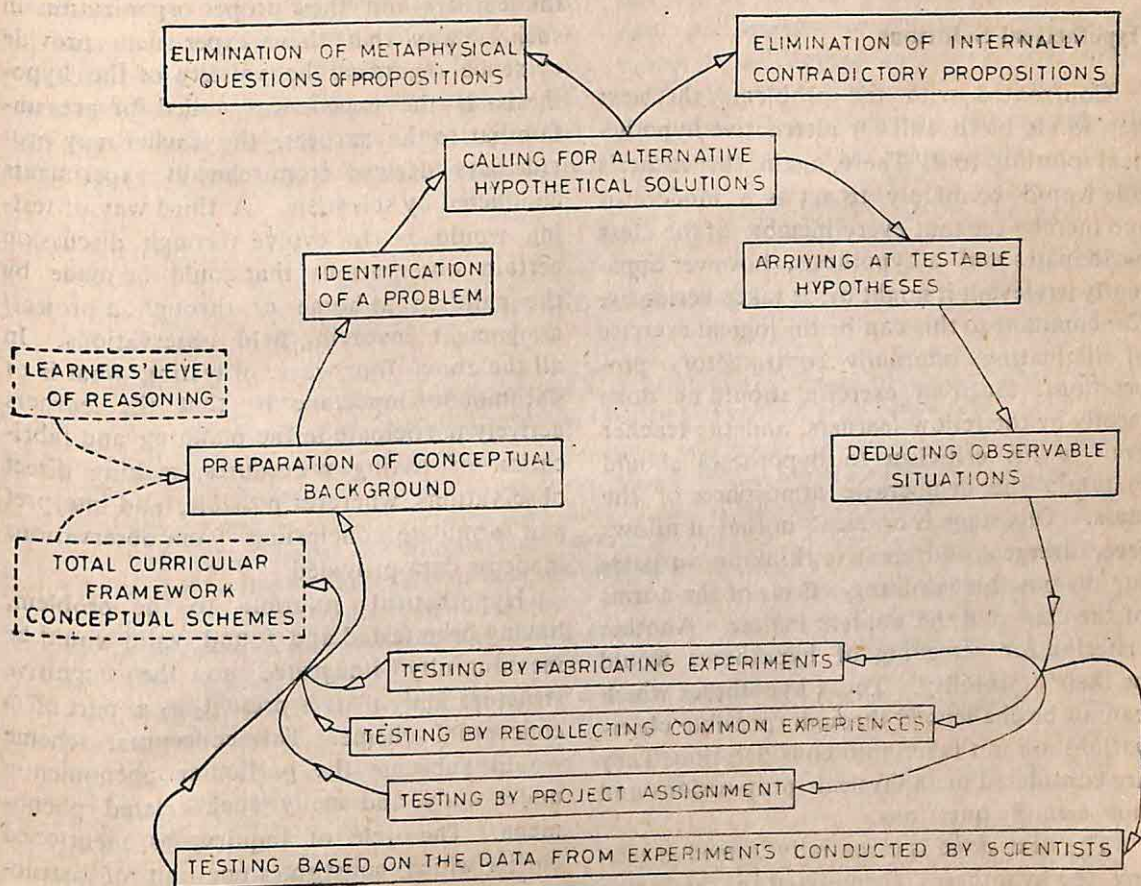 ELIMINATION OF METAPHYSICAL
QUESTIONS OF PROPOSITIONS
ELIMINATION OF INTERNALLY
CONTRADICTORY PROPOSITIONS
CALLING FOR ALTERNATIVE
HYPOTHETICAL SOLUTIONS
IDENTIFICATION
OF A PROBLEM
ARRIVING AT TESTABLE
HYPOTHESES
LEARNERS' LEVEL
OF REASONING
PREPARATION OF CONCEPTUAL
BACKGROUND
DEDUCING OBSERVABLE
SITUATIONS
TOTAL CURRICULAR
FRAMEWORK
CONCEPTUAL SCHEMES
TESTING BY FABRICATING EXPERIMENTS
TESTING BY RECOLLECTING COMMON EXPERIENCES
TESTING BY PROJECT ASSIGNMENT
TESTING BASED ON THE DATA FROM EXPERIMENTS CONDUCTED BY SCIENTISTS